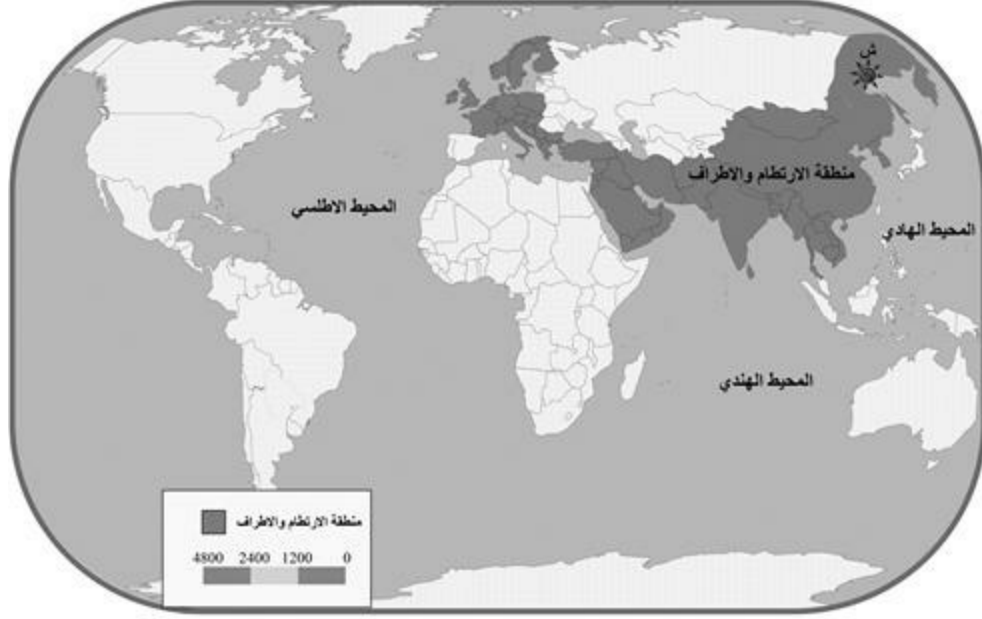 ش
منطقة الارتطام والاطراف
المحيط الاطلسي
المحيط الهادي
المحيط الهندي
منطقة الارتطام والاطراف
4800 2400 1200 0